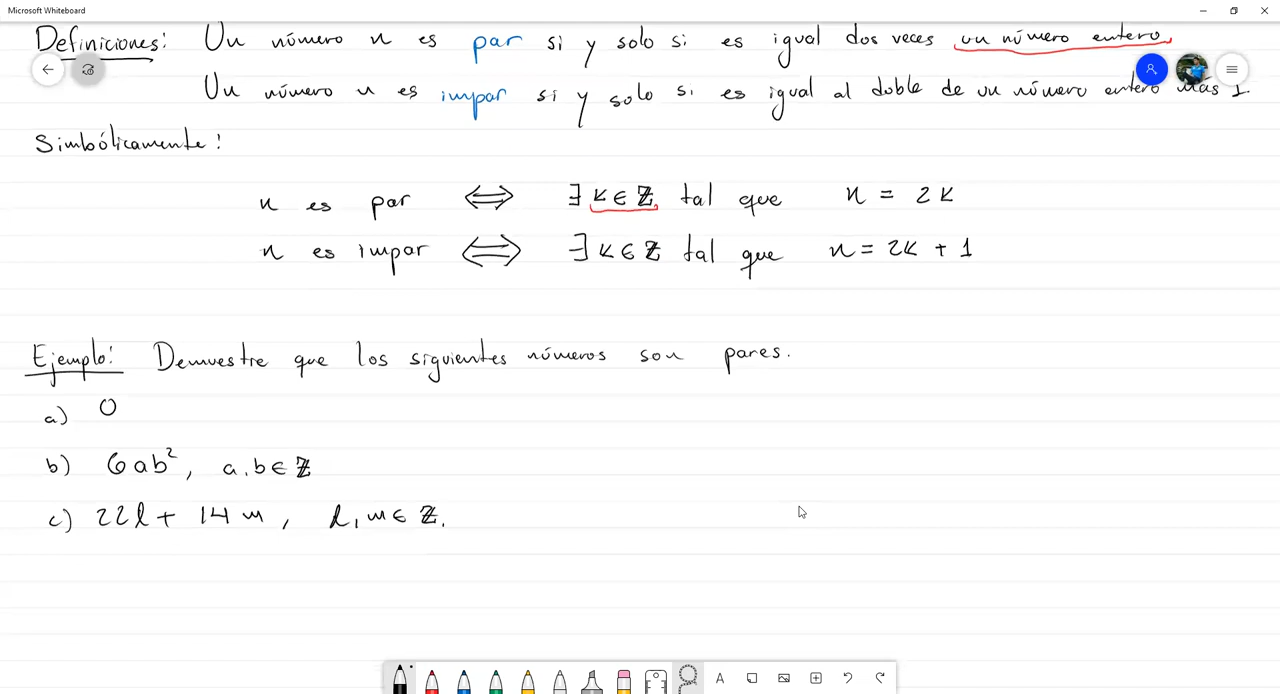 Microsoft Whiteboard
Definiciones: Un número n es par si y solo si es igual dos veces un número entero.
Un número n es impar si y solo si es igual al doble de un número entero más 1.
Simbólicamente:
n es par ⟺ ∃ k ∈ ℤ tal que n = 2k
n es impar ⟺ ∃ k ∈ ℤ tal que n = 2k + 1
Ejemplo: Demuestre que los siguientes números son pares.
a) 0
b) 6ab², a,b ∈ ℤ
c) 22l + 14m, l,m ∈ ℤ.
A